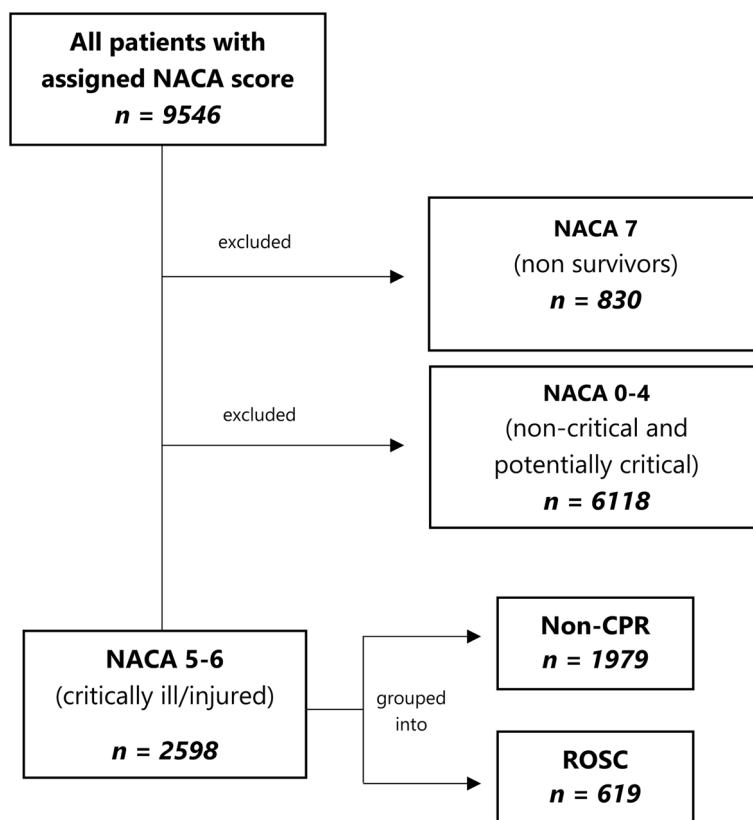 All patients with
assigned NACA score
n = 9546
excluded
NACA 7
(non survivors)
n = 830
excluded
NACA 0-4
(non-critical and
potentially critical)
n = 6118
NACA 5-6
(critically ill/injured)
n = 2598
grouped
into
Non-CPR
n = 1979
ROSC
n = 619